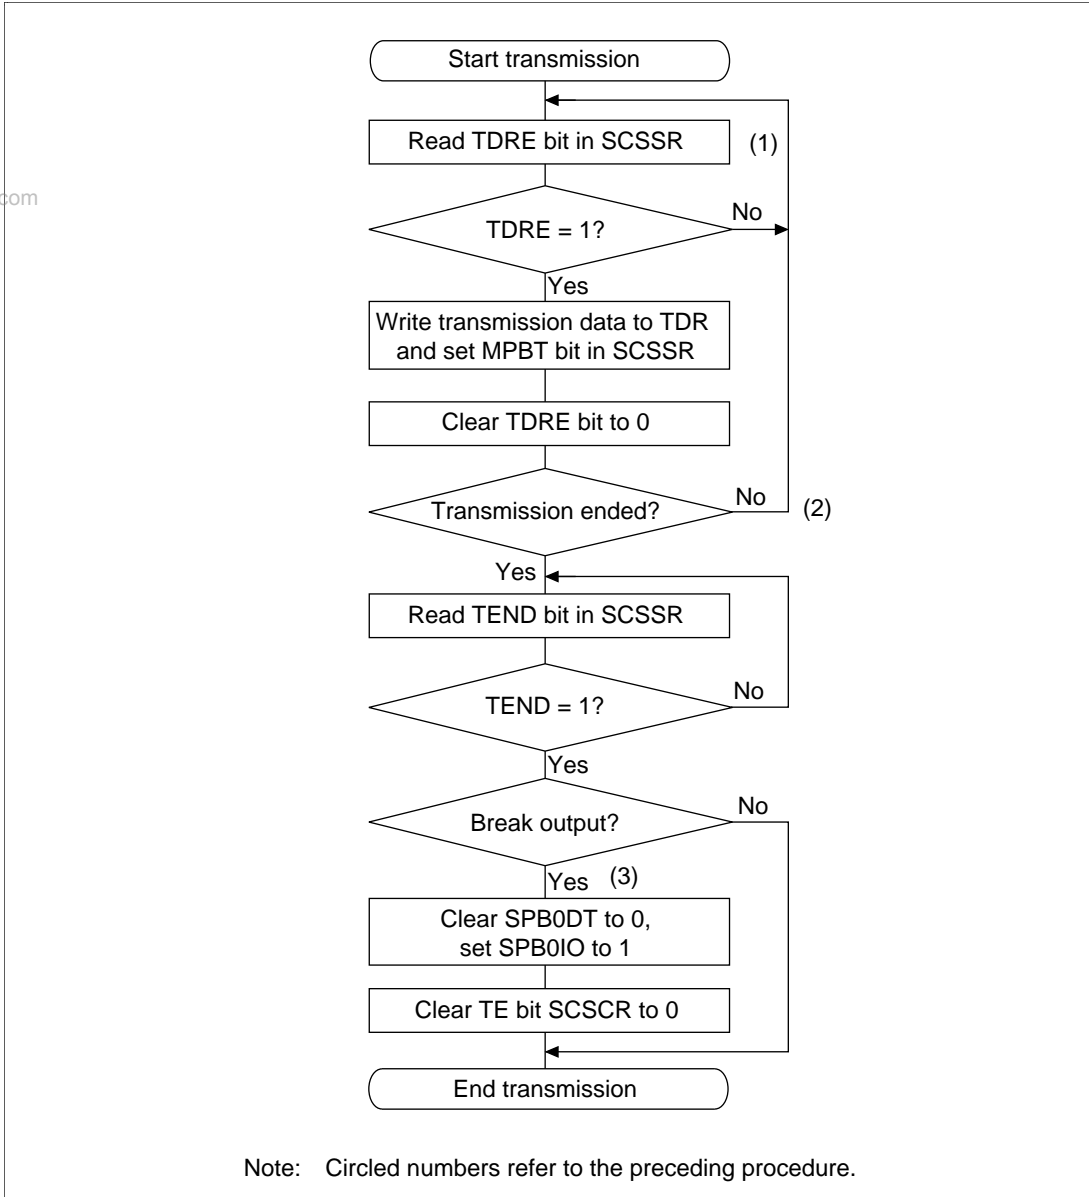 Start transmission
Read TDRE bit in SCSSR
(1)
com
TDRE = 1?
No
Yes
Write transmission data to TDR
and set MPBT bit in SCSSR
Clear TDRE bit to 0
Transmission ended?
No
(2)
Yes
Read TEND bit in SCSSR
TEND = 1?
No
Yes
Break output?
No
Yes
(3)
Clear SPB0DT to 0,
set SPB0IO to 1
Clear TE bit SCSCR to 0
End transmission
Note: Circled numbers refer to the preceding procedure.